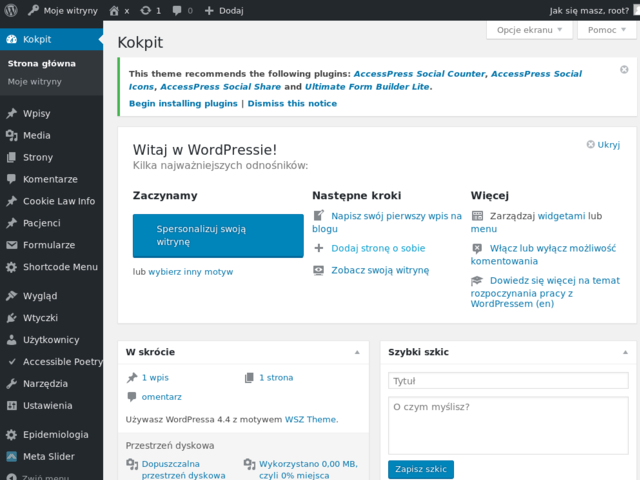 Moje witryny
x
1
0
Dodaj
Jak się masz, root?
Kokpit
Strona główna
Moje witryny
Wpisy
Media
Strony
Komentarze
Cookie Law Info
Pacjenci
Formularze
Shortcode Menu
Wygląd
Wtyczki
Użytkownicy
Accessible Poetry
Narzędzia
Ustawienia
Epidemiologia
Meta Slider
Zwiń menu
Kokpit
Opcje ekranu
Pomoc
This theme recommends the following plugins: AccessPress Social Counter, AccessPress Social
Icons, AccessPress Social Share and Ultimate Form Builder Lite.
Begin installing plugins | Dismiss this notice
Witaj w WordPressie!
Ukryj
Kilka najważniejszych odnośników:
Zaczynamy
Spersonalizuj swoją
witrynę
lub wybierz inny motyw
Następne kroki
Napisz swój pierwszy wpis na
blogu
Dodaj stronę o sobie
Zobacz swoją witrynę
Więcej
Zarządzaj widgetami lub
menu
Włącz lub wyłącz możliwość
komentowania
Dowiedz się więcej na temat
rozpoczynania pracy z
WordPressem (en)
W skrócie
1 wpis
1 strona
omentarz
Używasz WordPressa 4.4 z motywem WSZ Theme.
Przestrzeń dyskowa
Dopuszczalna
przestrzeń dyskowa
Wykorzystano 0,00 MB,
czyli 0% miejsca
Szybki szkic
Tytuł
O czym myślisz?
Zapisz szkic